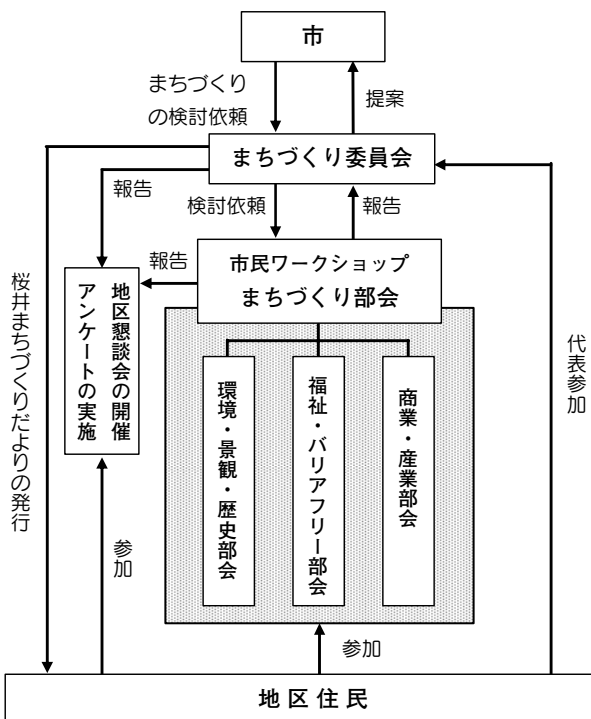 市
まちづくり
の検討依頼
提案
まちづくり委員会
報告
検討依頼
報告
市民ワークショップ
まちづくり部会
報告
地区懇談会の開催
アンケートの実施
桜井まちづくりだよりの発行
環境・景観・歴史部会
福祉・バリアフリー部会
商業・産業部会
代表参加
参加
参加
地区住民